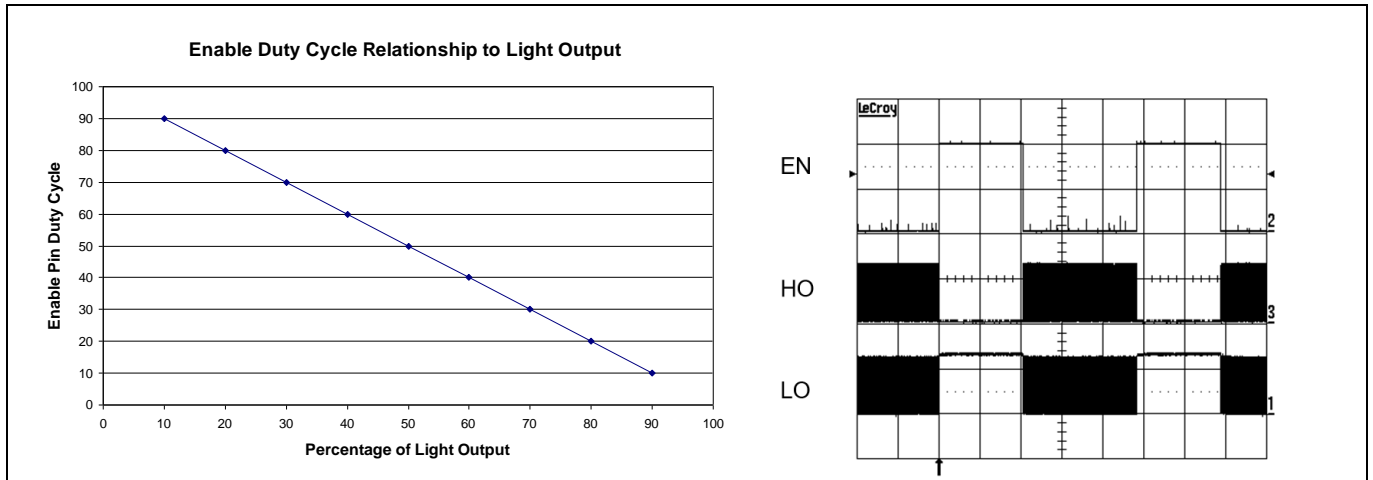 Enable Duty Cycle Relationship to Light Output
Enable Pin Duty Cycle
100
90
80
70
60
50
40
30
20
10
0
0 10 20 30 40 50 60 70 80 90 100
Percentage of Light Output
LeCroy
EN
2
HO
3
LO
1